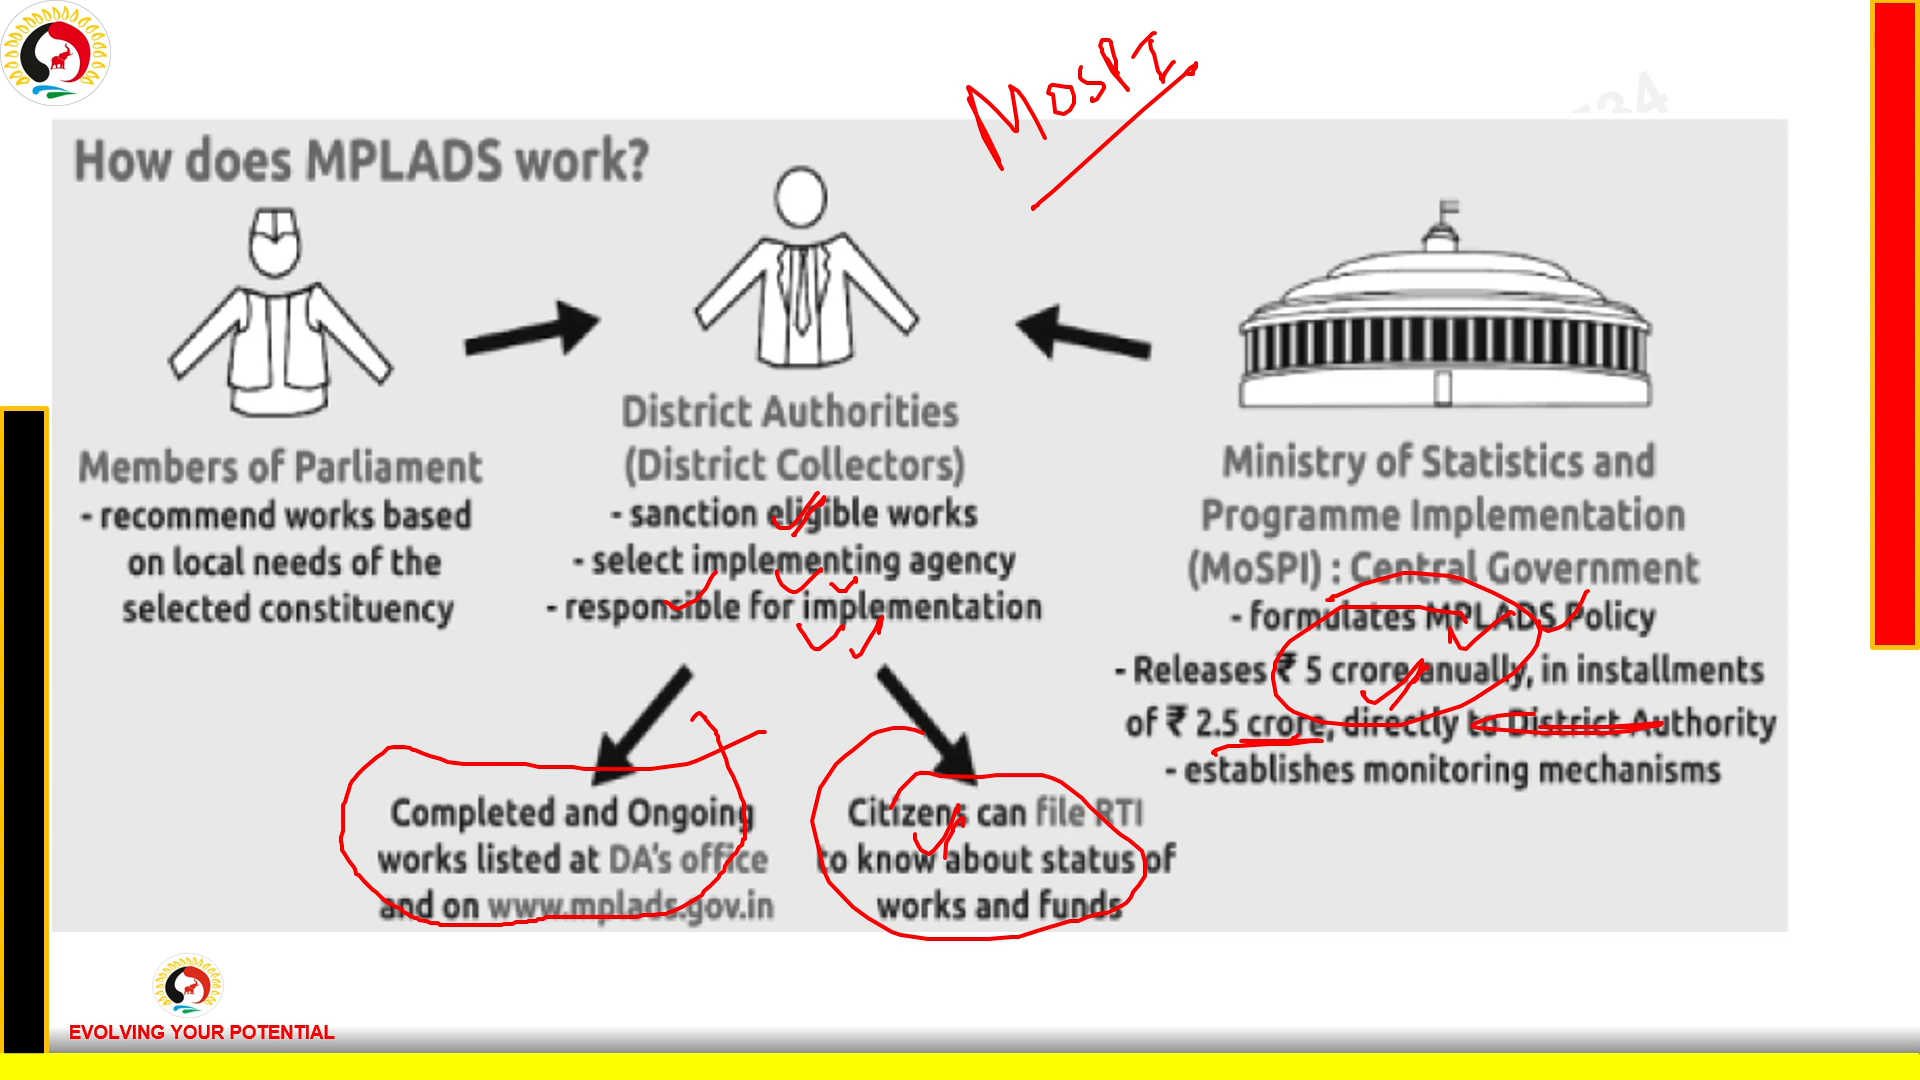 MoSPI
How does MPLADS work?
Members of Parliament
- recommend works based
on local needs of the
selected constituency
District Authorities
(District Collectors)
- sanction eligible works
- select implementing agency
- responsible for implementation
Ministry of Statistics and
Programme Implementation
(MoSPI) : Central Government
- formulates MPLADS Policy
- Releases ₹ 5 crore anually, in installments
of ₹ 2.5 crore, directly to District Authority
- establishes monitoring mechanisms
Completed and Ongoing
works listed at DA's office
and on www.mplads.gov.in
Citizens can file RTI
to know about status of
works and funds
EVOLVING YOUR POTENTIAL